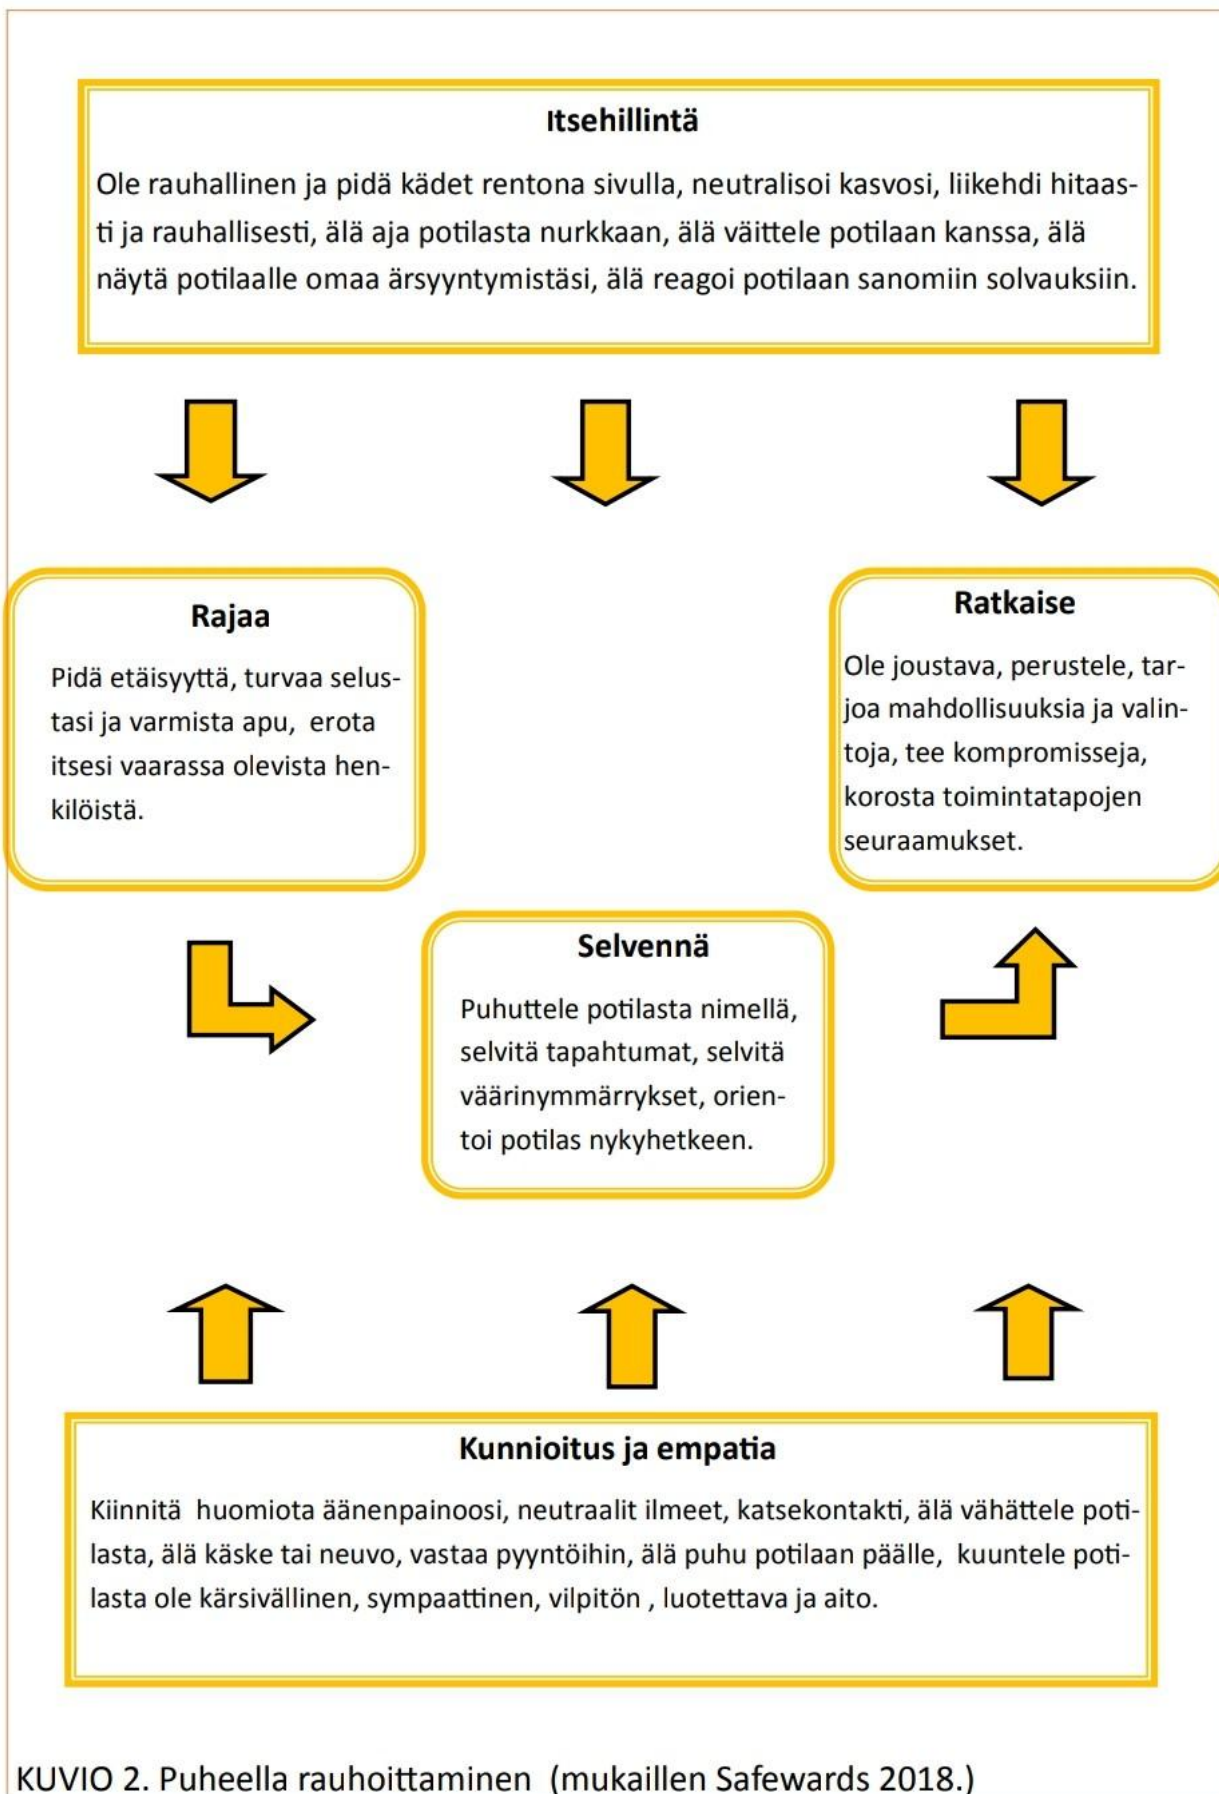 Itsehillintä
Ole rauhallinen ja pidä kädet rentona sivulla, neutralisoi kasvosi, liikehdi hitaas-
ti ja rauhallisesti, älä aja potilasta nurkkaan, älä väittele potilaan kanssa, älä
näytä potilaalle omaa ärsyyntymistäsi, älä reagoi potilaan sanomiin solvauksiin.
Rajaa
Pidä etäisyyttä, turvaa selus-
tasi ja varmista apu, erota
itsesi vaarassa olevista hen-
kilöistä.
Selvennä
Puhuttele potilasta nimellä,
selvitä tapahtumat, selvitä
väärinymmärrykset, orien-
toi potilas nykyhetkeen.
Ratkaise
Ole joustava, perustele, tar-
joa mahdollisuuksia ja valin-
toja, tee kompromisseja,
korosta toimintatapojen
seuraamukset.
Kunnioitus ja empatia
Kiinnitä huomiota äänenpainoosi, neutraalit ilmeet, katsekontakti, älä vähättele poti-
lasta, älä käske tai neuvo, vastaa pyyntöihin, älä puhu potilaan päälle, kuuntele poti-
lasta ole kärsivällinen, sympaattinen, vilpitön , luotettava ja aito.
KUVIO 2. Puheella rauhoittaminen (mukaillen Safewards 2018.)